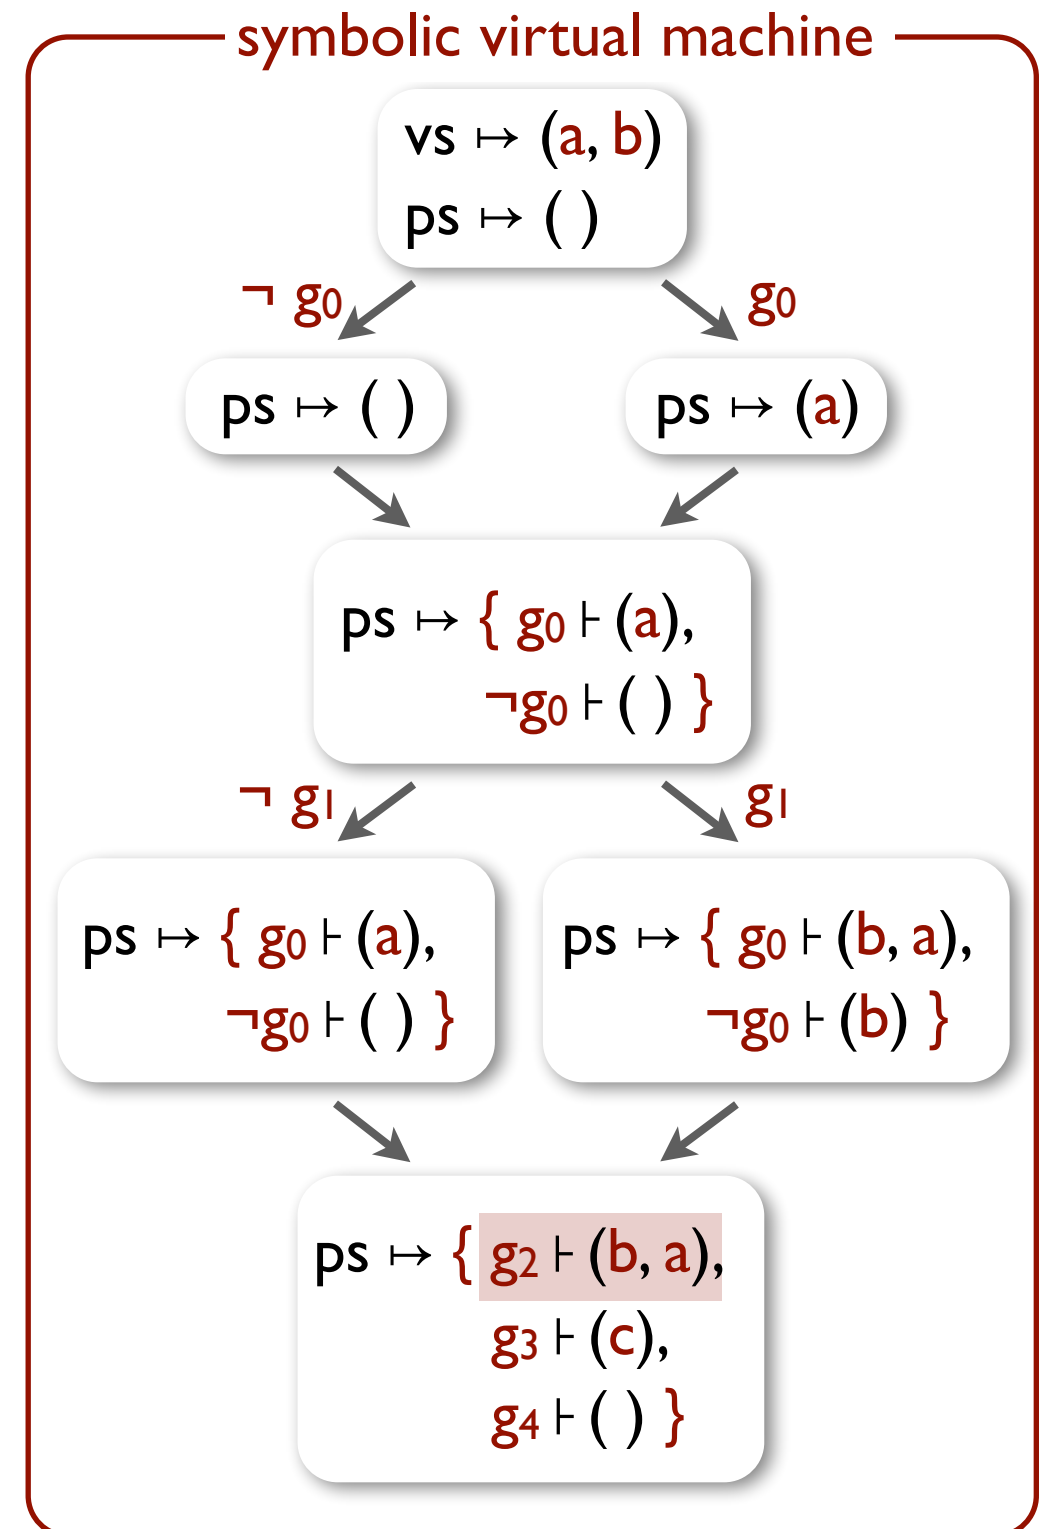 symbolic virtual machine
vs ↦ (a, b)
ps ↦ ( )
¬ g₀
g₀
ps ↦ ( )
ps ↦ (a)
ps ↦ { g₀ ⊦ (a),
¬g₀ ⊦ ( ) }
¬ g₁
g₁
ps ↦ { g₀ ⊦ (a),
¬g₀ ⊦ ( ) }
ps ↦ { g₀ ⊦ (b, a),
¬g₀ ⊦ (b) }
ps ↦ { g₂ ⊦ (b, a),
g₃ ⊦ (c),
g₄ ⊦ ( ) }